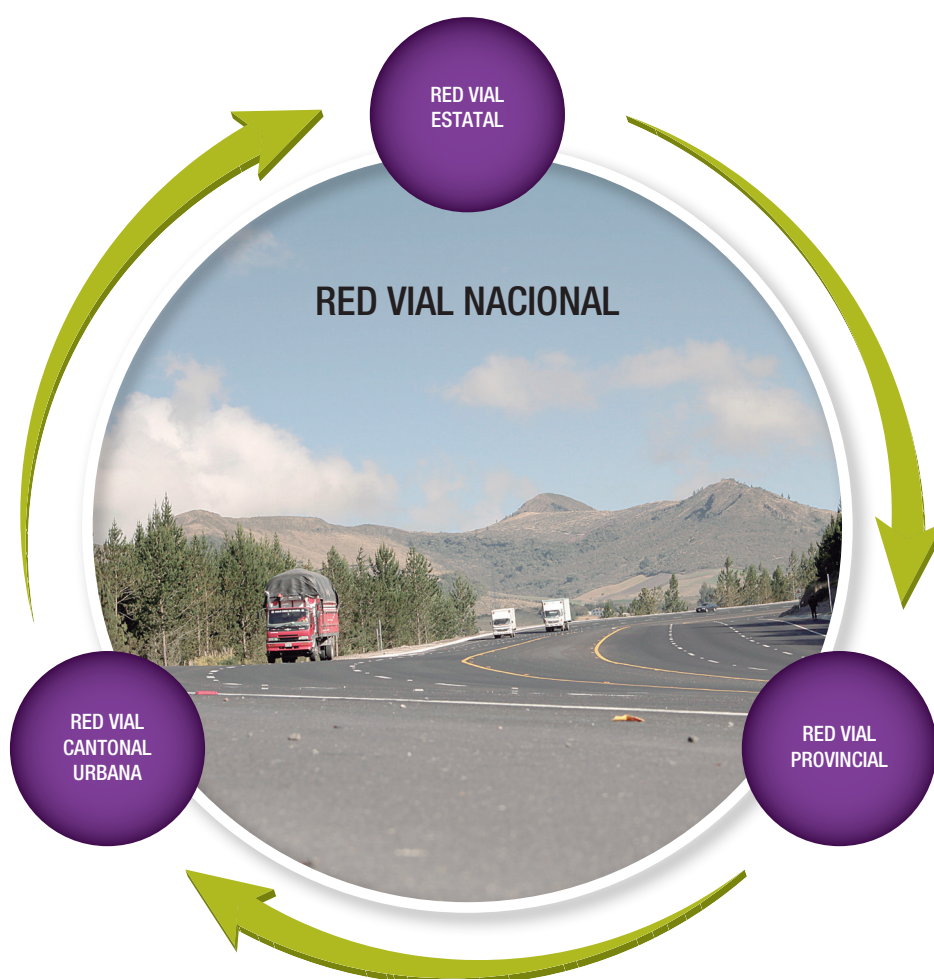 RED VIAL
ESTATAL
RED VIAL NACIONAL
RED VIAL
CANTONAL
URBANA
RED VIAL
PROVINCIAL